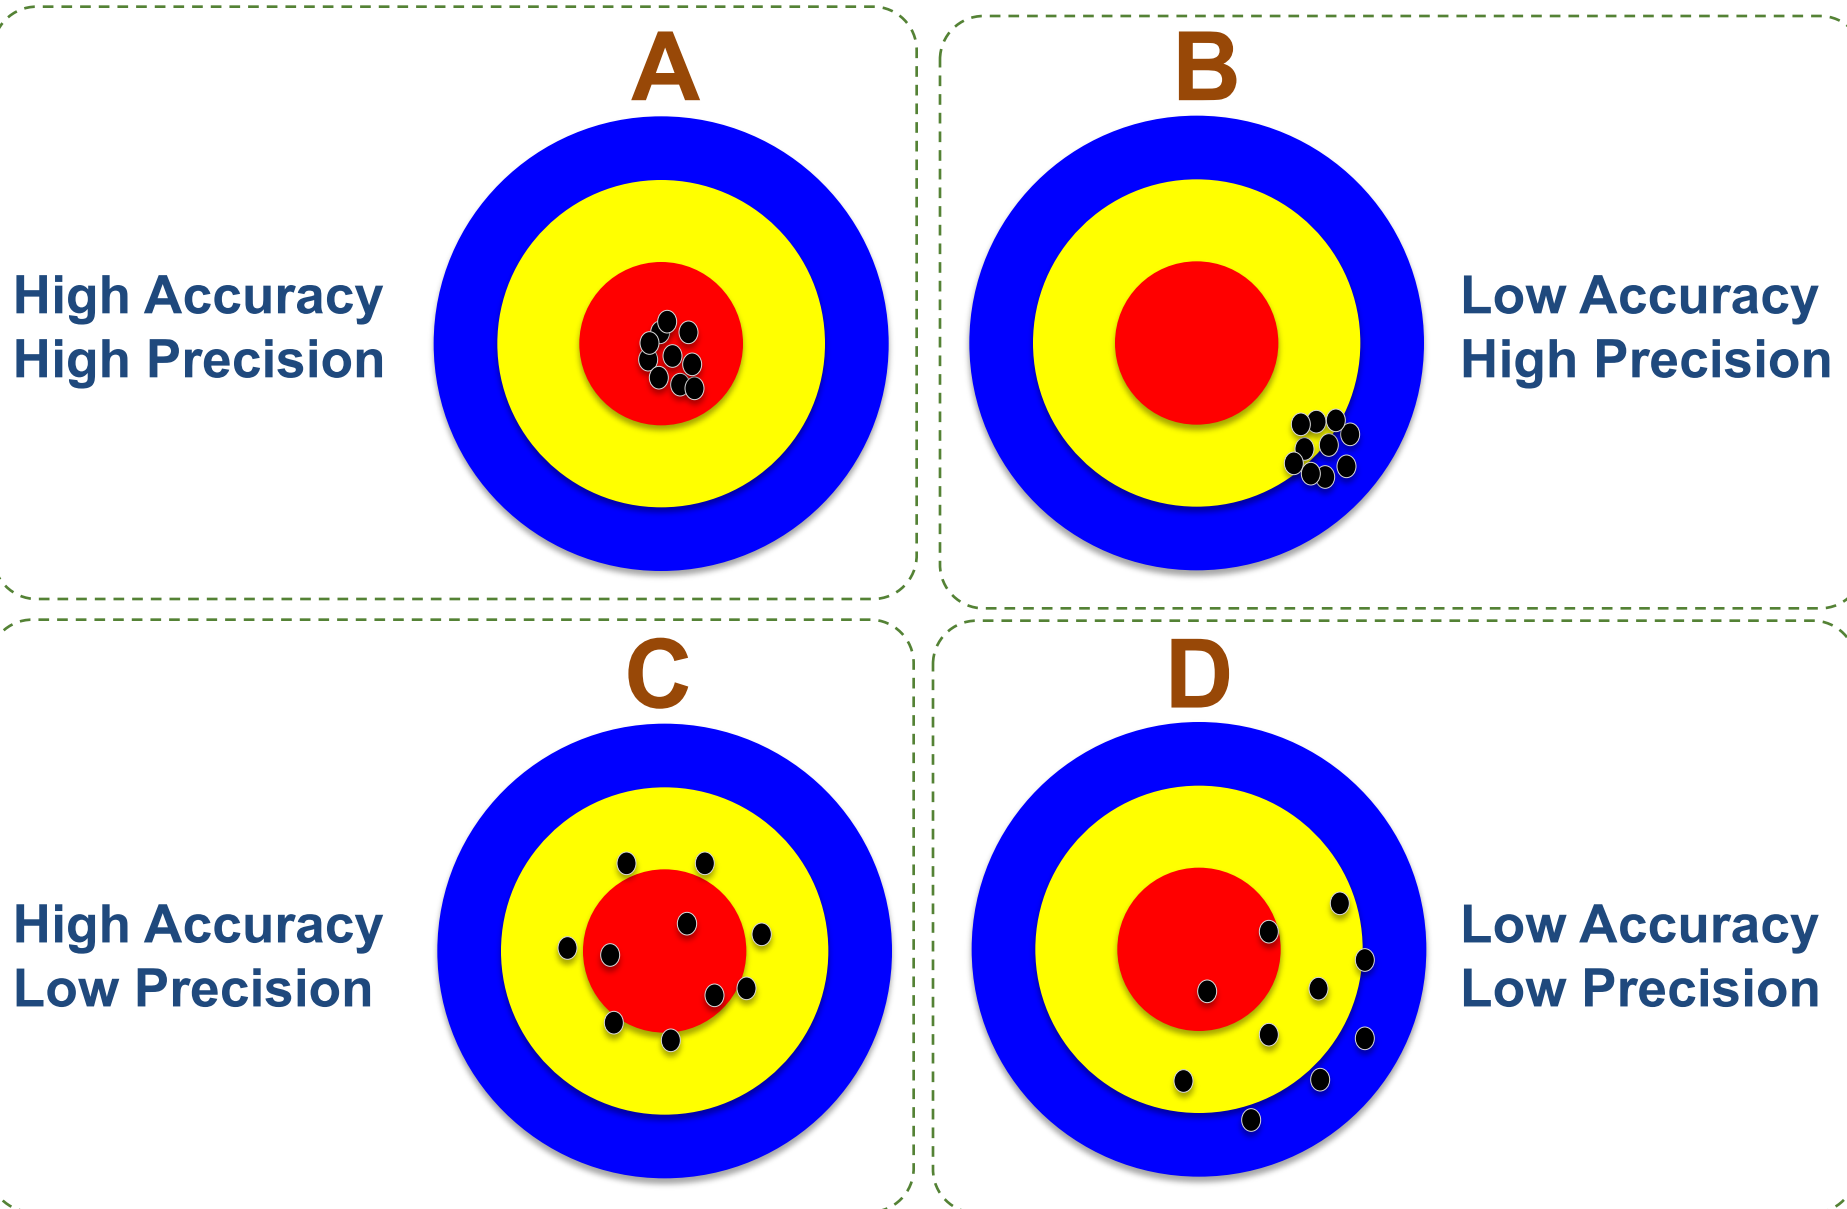 A
High Accuracy
High Precision
B
Low Accuracy
High Precision
C
High Accuracy
Low Precision
D
Low Accuracy
Low Precision